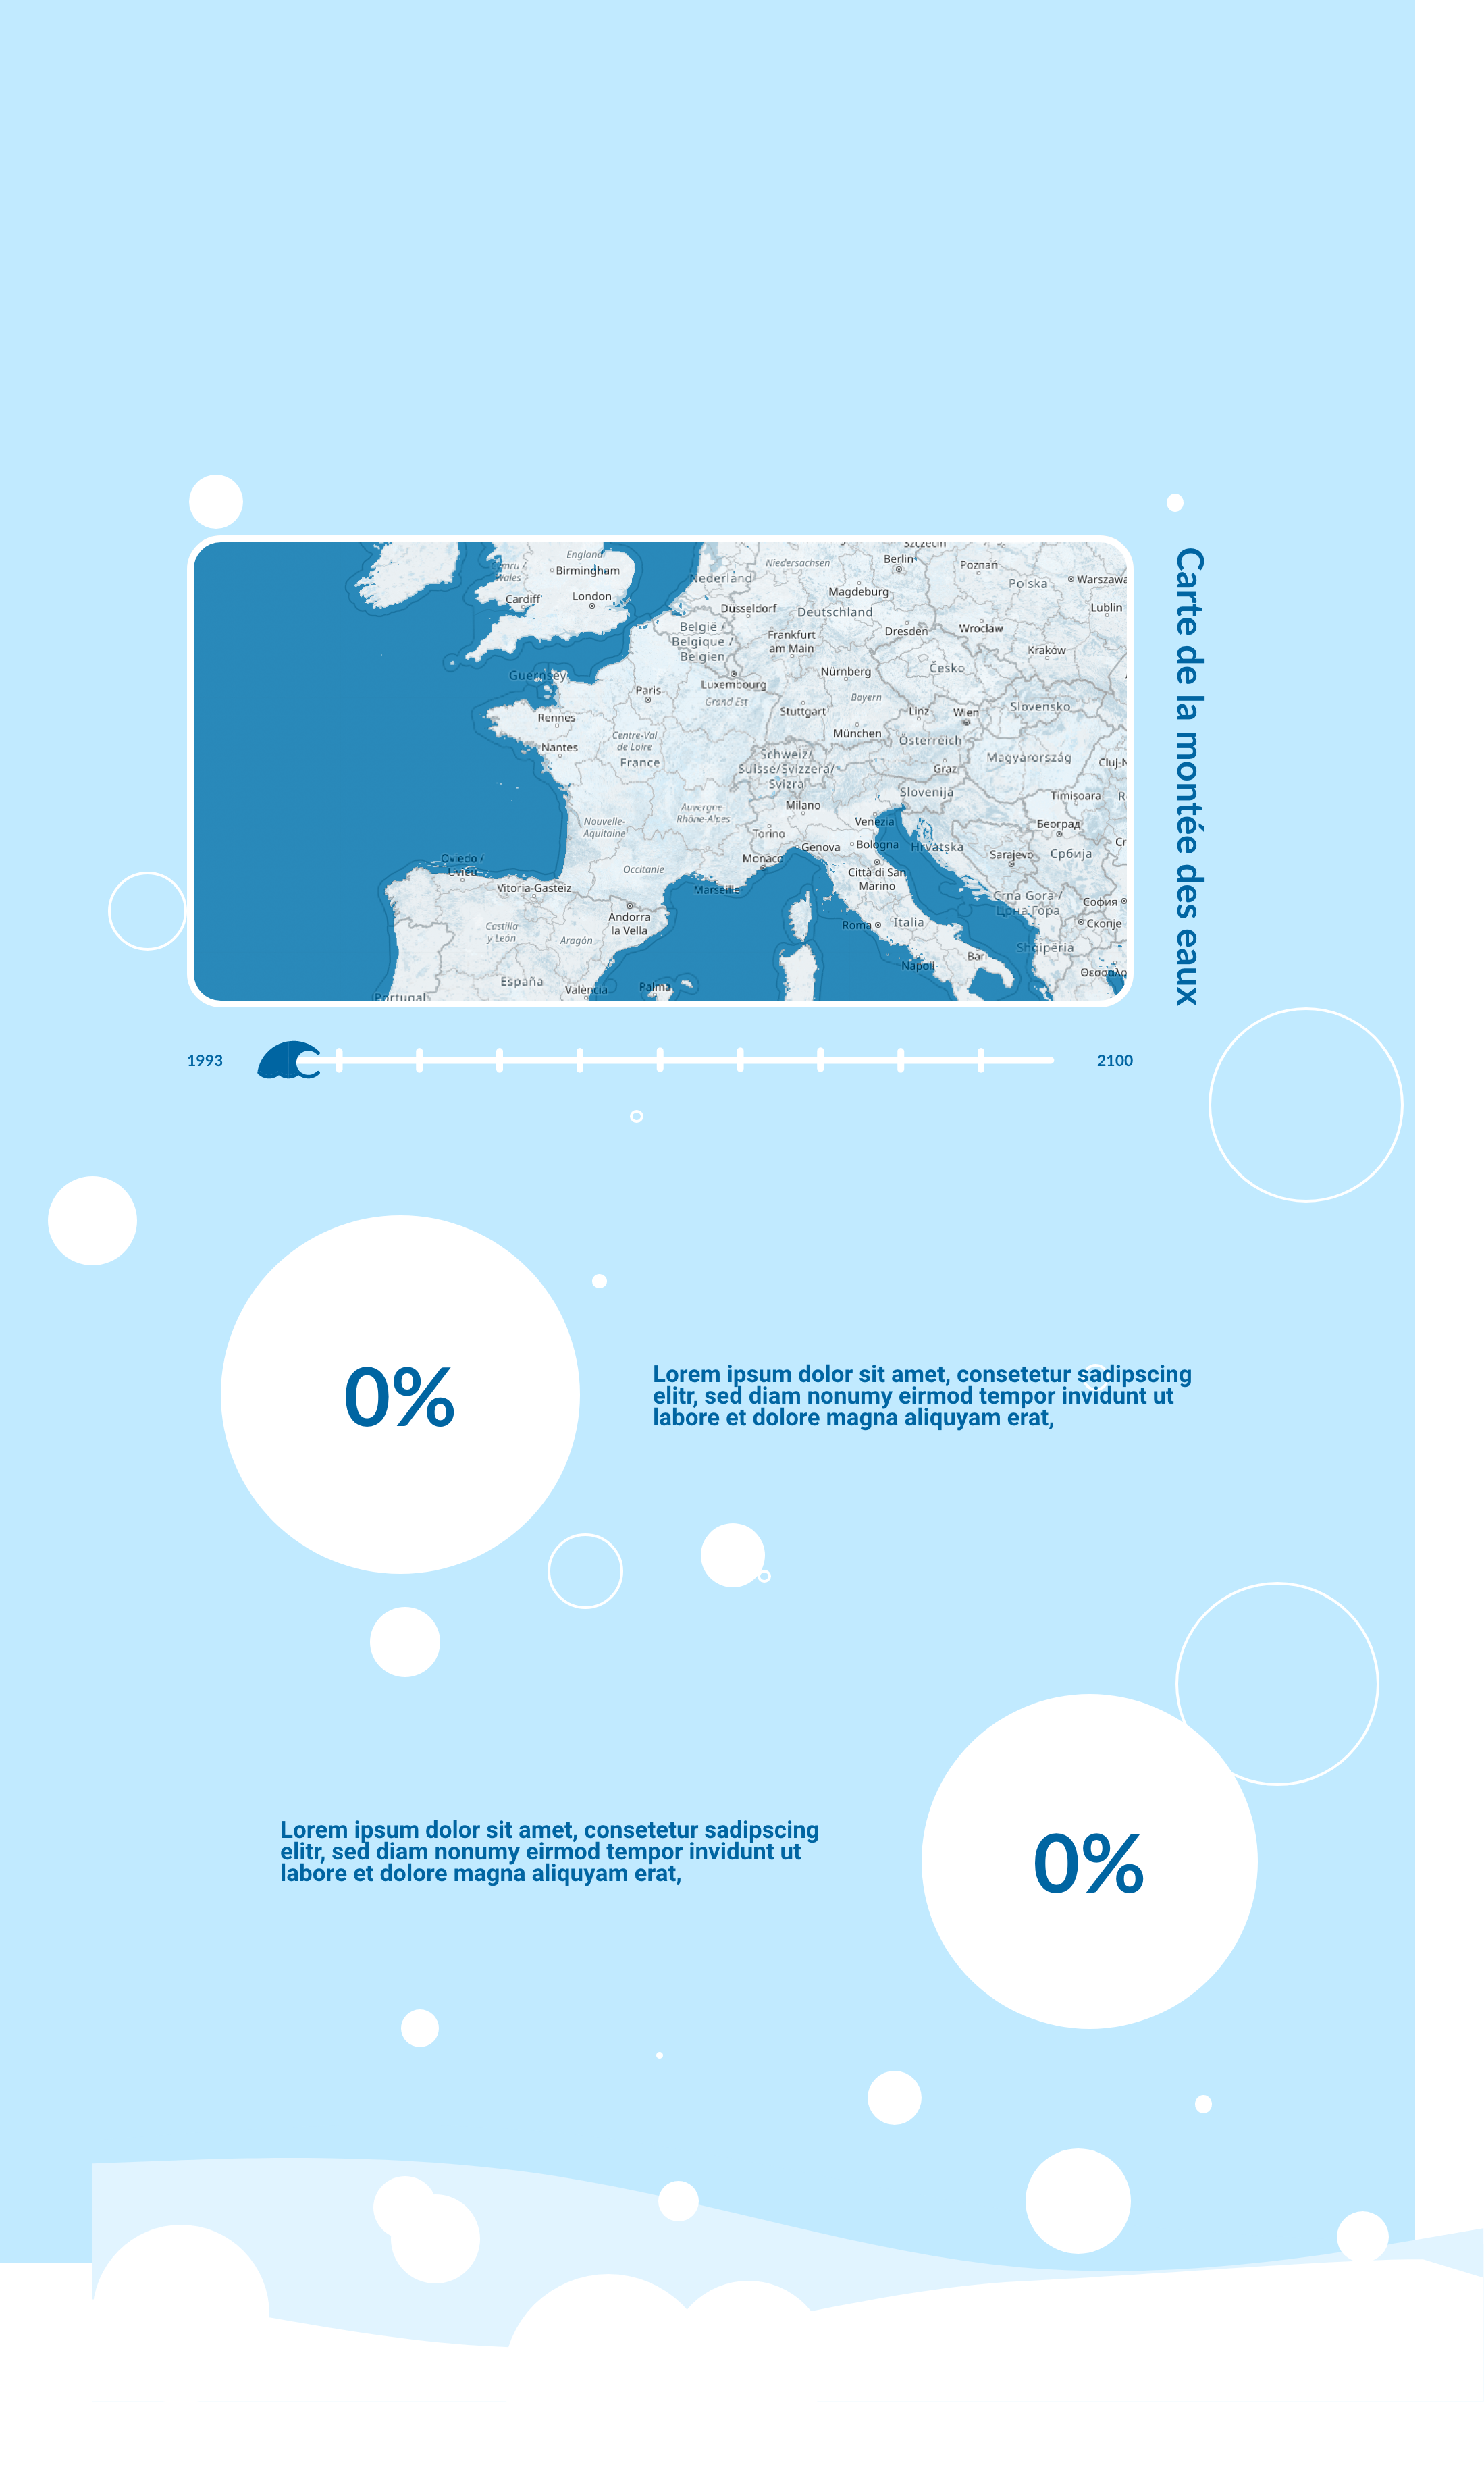 Carte de la montée des eaux
England
Cymru /
Wales
Birmingham
Cardiff
London
Guernsey
Nederland
Niedersachsen
Berlin
Szczecin
Poznań
Polska
Warszawa
Lublin
Magdeburg
Düsseldorf
Deutschland
België /
Belgique /
Belgien
Frankfurt
am Main
Dresden
Wrocław
Kraków
Luxembourg
Nürnberg
Česko
Paris
Grand Est
Bayern
Stuttgart
Linz
Wien
Slovensko
Rennes
Nantes
Centre-Val
de Loire
France
München
Österreich
Magyarország
Cluj-N
Schweiz/
Suisse/Svizzera/
Svizra
Graz
Slovenija
Timișoara
R
Auvergne-
Rhône-Alpes
Nouvelle-
Aquitaine
Milano
Torino
Venezia
Београд
Genova
Bologna
Hrvatska
Sarajevo
Србија
Cr
Monaco
Oviedo /
Uviéu
Occitanie
Città di San
Marino
Vitoria-Gasteiz
Marseille
Crna Gora /
Црна Гора
София
Andorra
la Vella
Скопје
Castilla
y León
Aragón
Roma
Italia
Shqipëria
Napoli
Bari
España
València
Palma
Portugal
Θεσσαλο
1993
2100
0%
Lorem ipsum dolor sit amet, consetetur sadipscing
elitr, sed diam nonumy eirmod tempor invidunt ut
labore et dolore magna aliquyam erat,
Lorem ipsum dolor sit amet, consetetur sadipscing
elitr, sed diam nonumy eirmod tempor invidunt ut
labore et dolore magna aliquyam erat,
0%